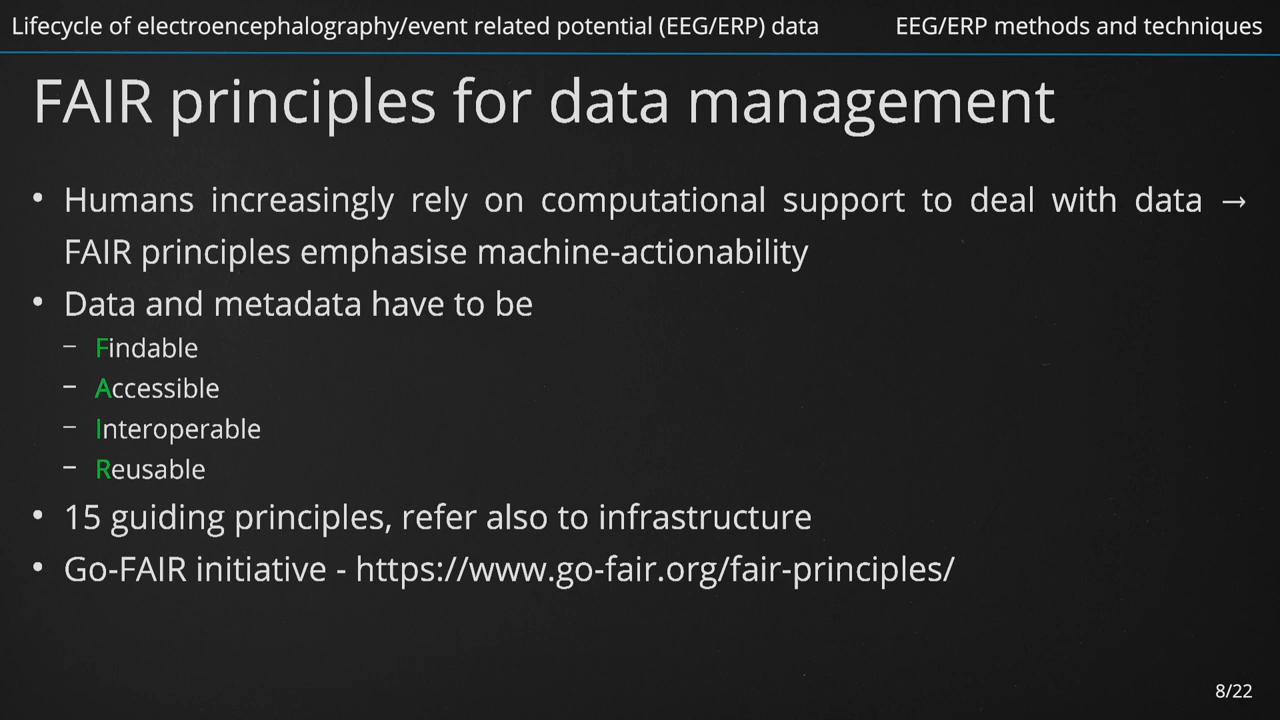 Lifecycle of electroencephalography/event related potential (EEG/ERP) data EEG/ERP methods and techniques
FAIR principles for data management
• Humans increasingly rely on computational support to deal with data →
FAIR principles emphasise machine-actionability
• Data and metadata have to be
– Findable
– Accessible
– Interoperable
– Reusable
• 15 guiding principles, refer also to infrastructure
• Go-FAIR initiative - https://www.go-fair.org/fair-principles/
8/22